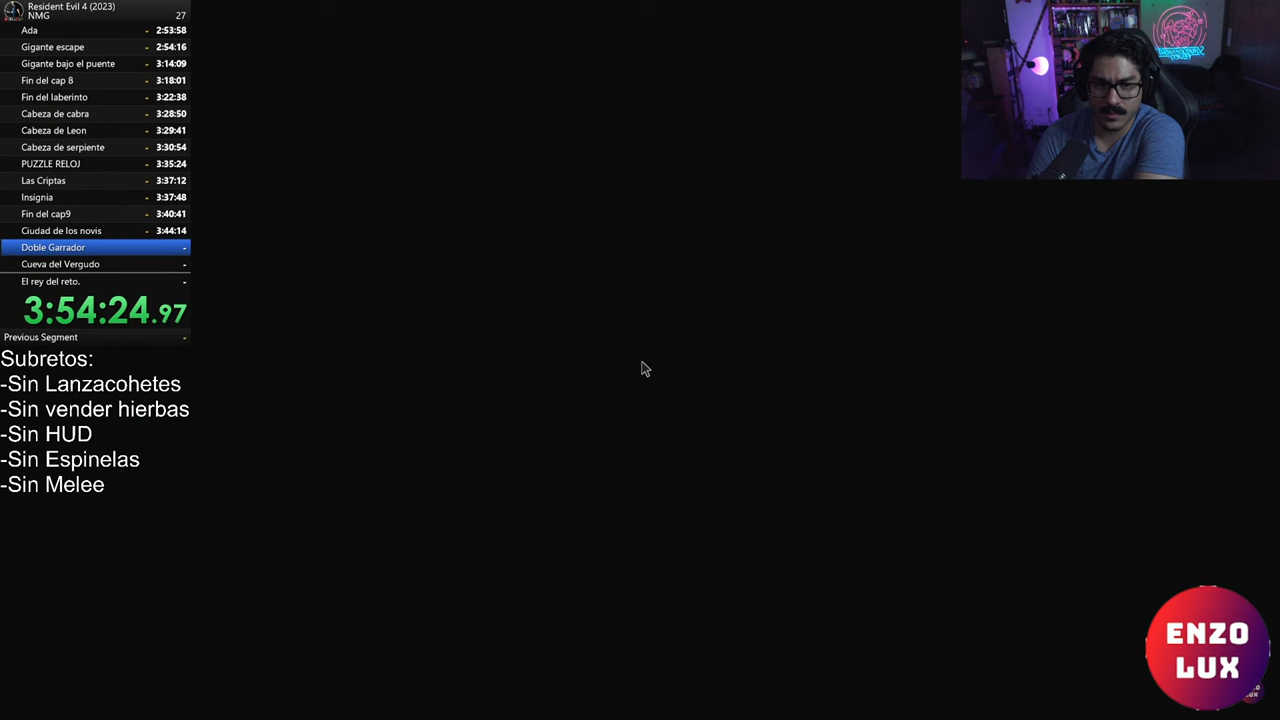 Resident Evil 4 (2023)
NMG 27
Ada - 2:53:58
Gigante escape - 2:54:16
Gigante bajo el puente - 3:14:09
Fin del cap 8 - 3:18:01
Fin del laberinto - 3:22:38
Cabeza de cabra - 3:28:50
Cabeza de Leon - 3:29:41
Cabeza de serpiente - 3:30:54
PUZZLE RELOJ - 3:35:24
Las Criptas - 3:37:12
Insignia - 3:37:48
Fin del cap9 - 3:40:41
Ciudad de los novis - 3:44:14
Doble Garrador -
Cueva del Vergudo -
El rey del reto. -
3:54:24.97
Previous Segment -
Subretos:
-Sin Lanzacohetes
-Sin vender hierbas
-Sin HUD
-Sin Espinelas
-Sin Melee
ENZO
LUX